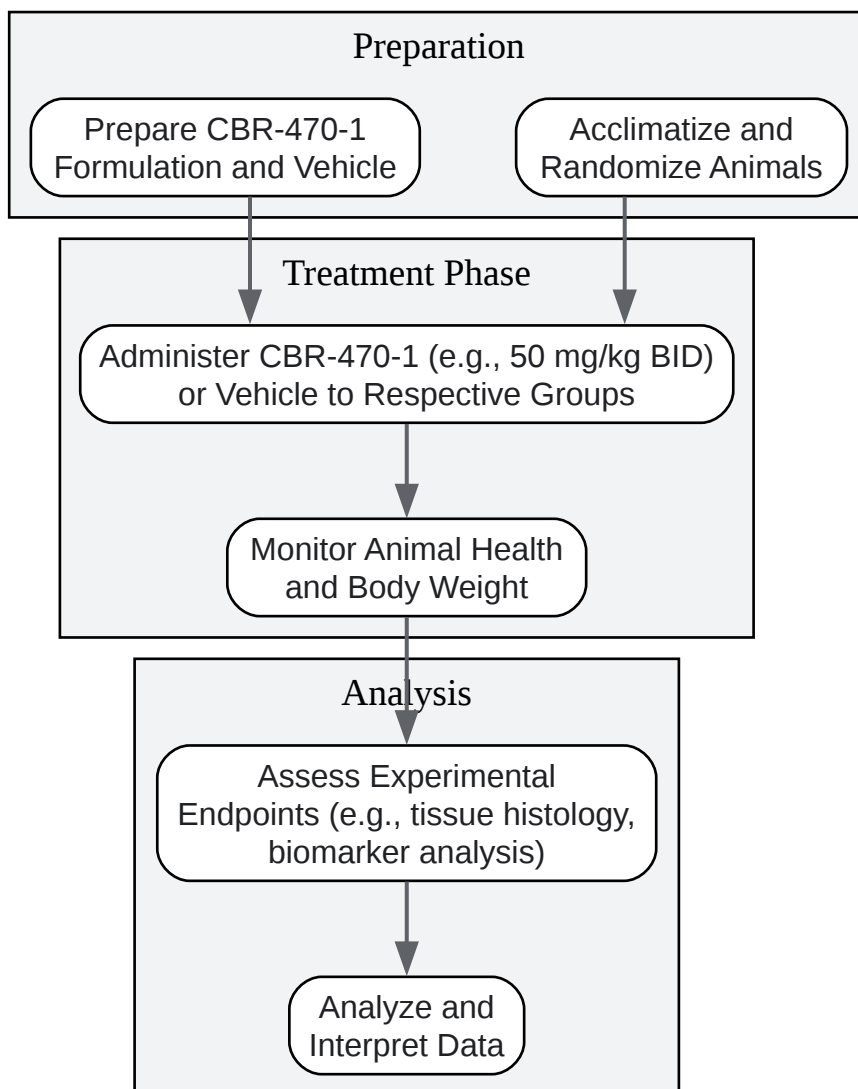 Preparation
Prepare CBR-470-1
Formulation and Vehicle
Acclimatize and
Randomize Animals
Treatment Phase
Administer CBR-470-1 (e.g., 50 mg/kg BID)
or Vehicle to Respective Groups
Monitor Animal Health
and Body Weight
Analysis
Assess Experimental
Endpoints (e.g., tissue histology,
biomarker analysis)
Analyze and
Interpret Data